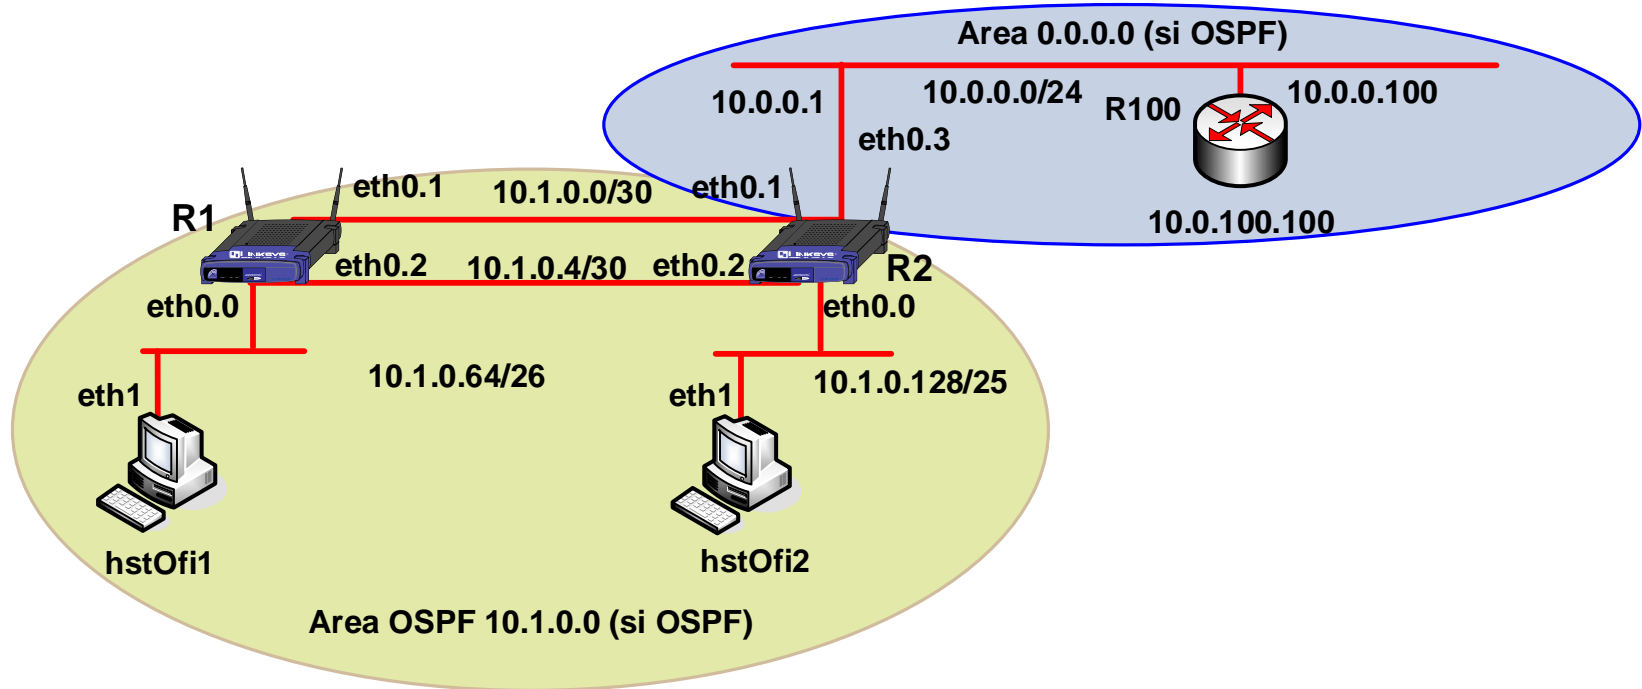 Area 0.0.0.0 (si OSPF)
10.0.0.1
10.0.0.0/24
R100
10.0.0.100
eth0.3
10.0.100.100
R1
eth0.1
10.1.0.0/30
eth0.1
eth0.2
10.1.0.4/30
eth0.2
R2
LINKSYS
LINKSYS
eth0.0
eth0.0
10.1.0.64/26
10.1.0.128/25
eth1
eth1
hstOfi1
hstOfi2
Area OSPF 10.1.0.0 (si OSPF)